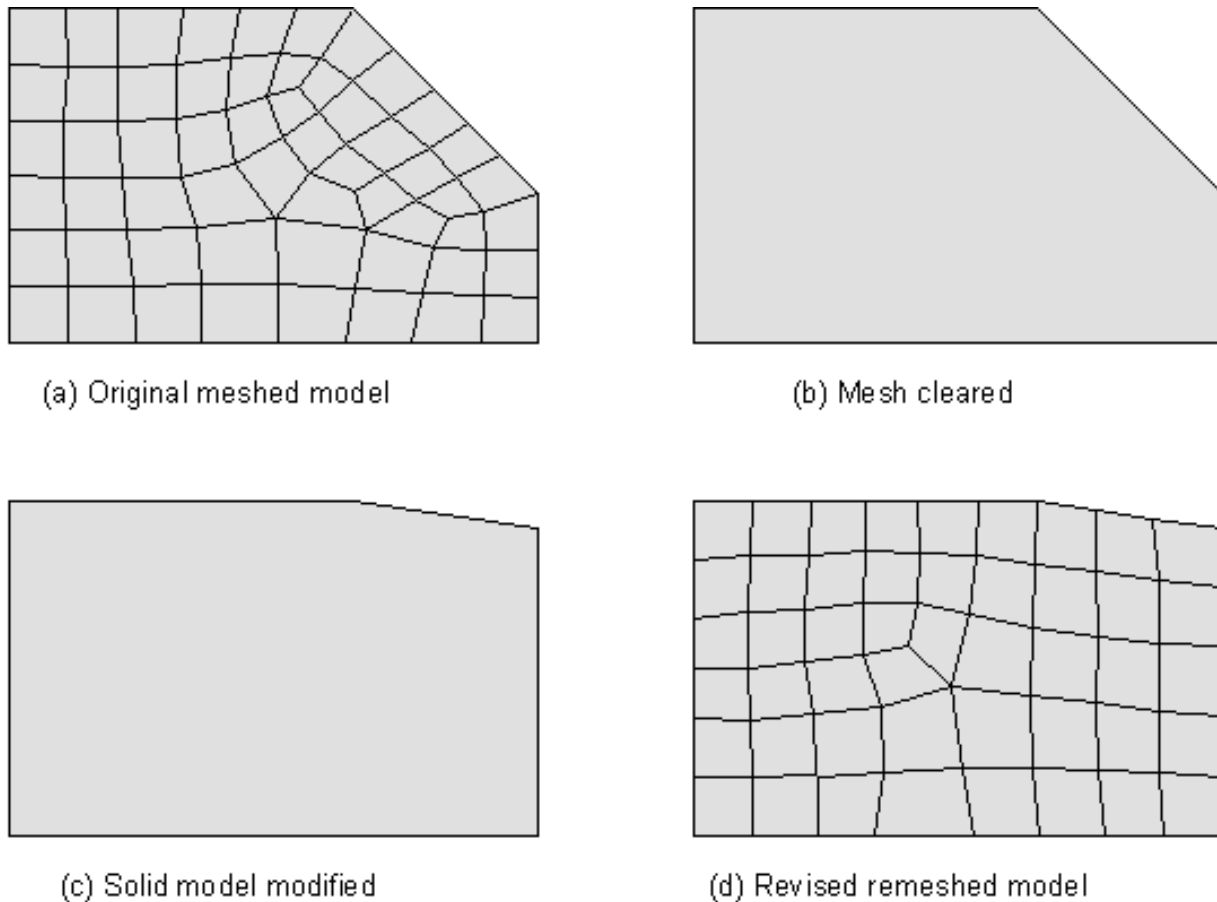 (a) Original meshed model
(b) Mesh cleared
(c) Solid model modified
(d) Revised remeshed model